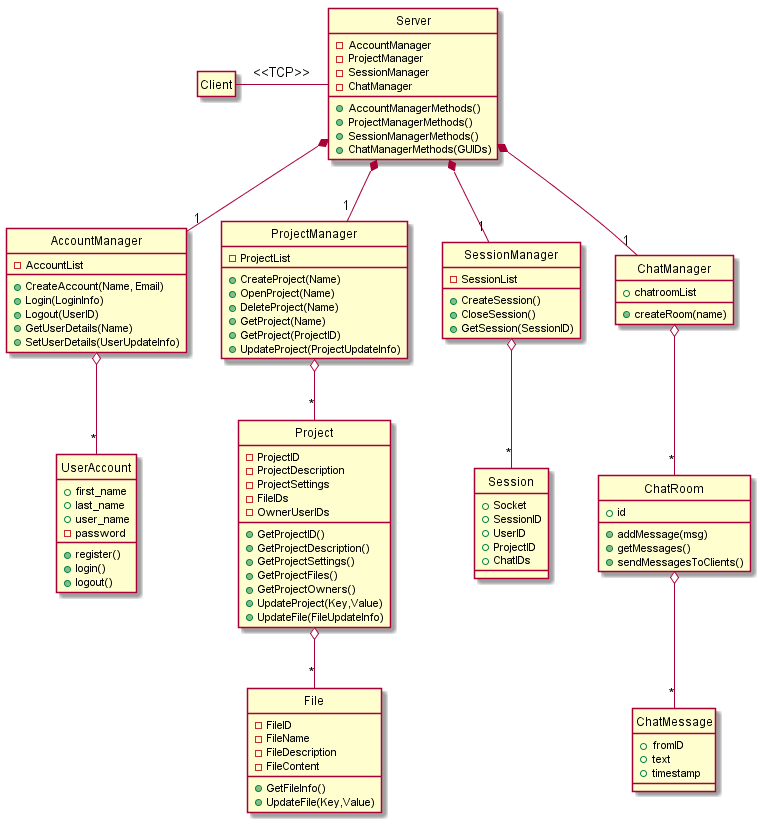 Server
AccountManager
ProjectManager
SessionManager
ChatManager
AccountManagerMethods()
ProjectManagerMethods()
SessionManagerMethods()
ChatManagerMethods(GUIDs)
Client
<<TCP>>
1
1
1
1
AccountManager
AccountList
CreateAccount(Name, Email)
Login(LoginInfo)
Logout(UserID)
GetUserDetails(Name)
SetUserDetails(UserUpdateInfo)
ProjectManager
ProjectList
CreateProject(Name)
OpenProject(Name)
DeleteProject(Name)
GetProject(Name)
GetProject(ProjectID)
UpdateProject(ProjectUpdateInfo)
SessionManager
SessionList
CreateSession()
CloseSession()
GetSession(SessionID)
ChatManager
chatroomList
createRoom(name)
*
*
*
*
UserAccount
first_name
last_name
user_name
password
register()
login()
logout()
Project
ProjectID
ProjectDescription
ProjectSettings
FileIDs
OwnerUserIDs
GetProjectID()
GetProjectDescription()
GetProjectSettings()
GetProjectFiles()
GetProjectOwners()
UpdateProject(Key,Value)
UpdateFile(FileUpdateInfo)
Session
Socket
SessionID
UserID
ProjectID
ChatIDs
ChatRoom
id
addMessage(msg)
getMessages()
sendMessagesToClients()
*
*
File
FileID
FileName
FileDescription
FileContent
GetFileInfo()
UpdateFile(Key,Value)
ChatMessage
fromID
text
timestamp